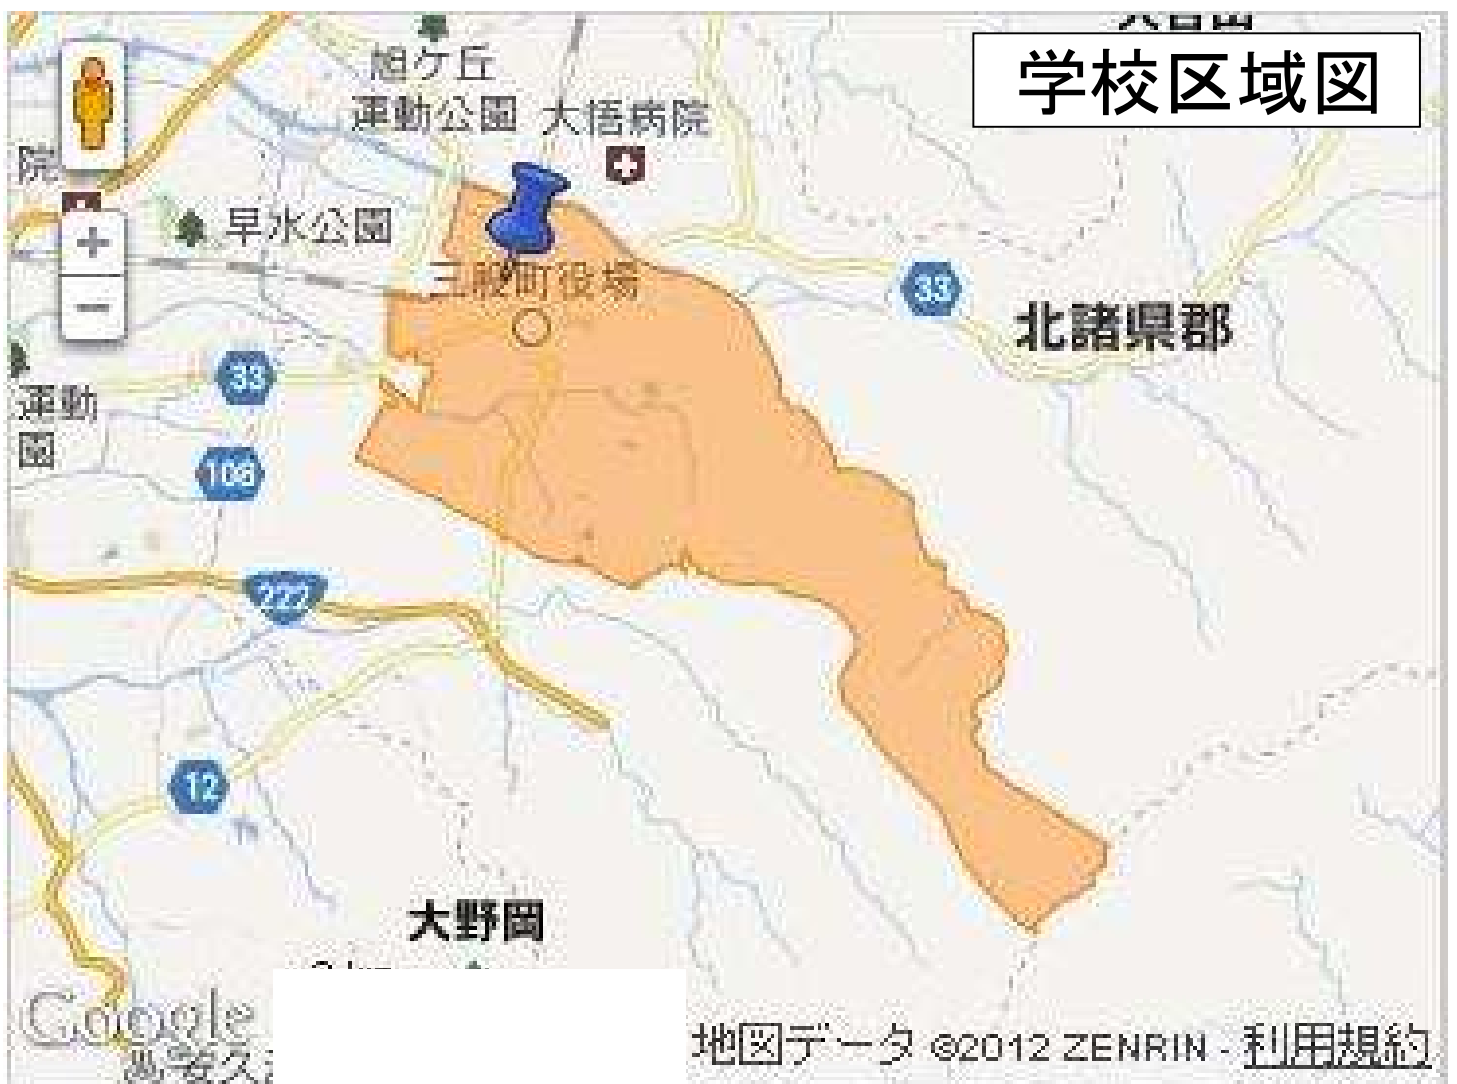 学校区域図
旭ケ丘
運動公園
大悟病院
院
早水公園
三股町役場
33
北諸県郡
33
運動
園
108
222
12
大野岡
Google
地図データ ©2012 ZENRIN - 利用規約